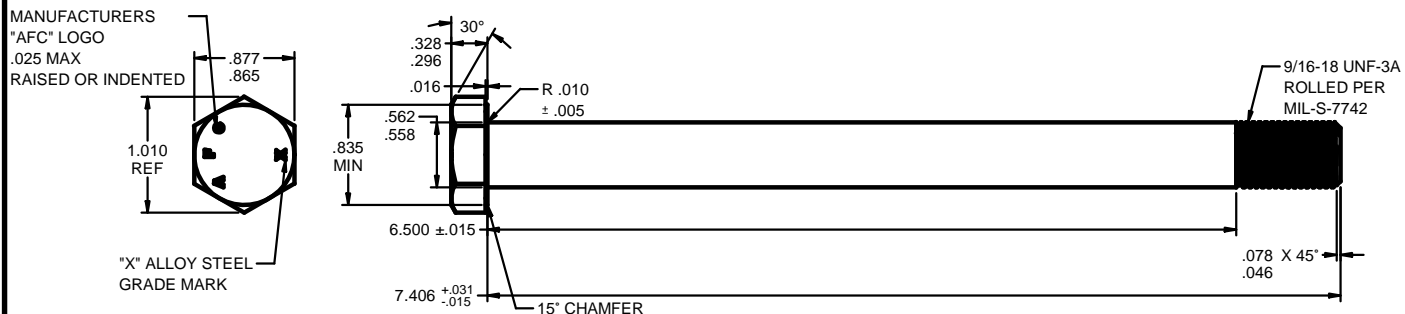 MANUFACTURERS
"AFC" LOGO
.025 MAX
RAISED OR INDENTED
.877
.865
1.010
REF
"X" ALLOY STEEL
GRADE MARK
A F C
X
30°
.328
.296
.016
R .010
± .005
.562
.558
.835
MIN
6.500 ±.015
7.406 +.031
-.015
15° CHAMFER
9/16-18 UNF-3A
ROLLED PER
MIL-S-7742
.078 X 45°
.046